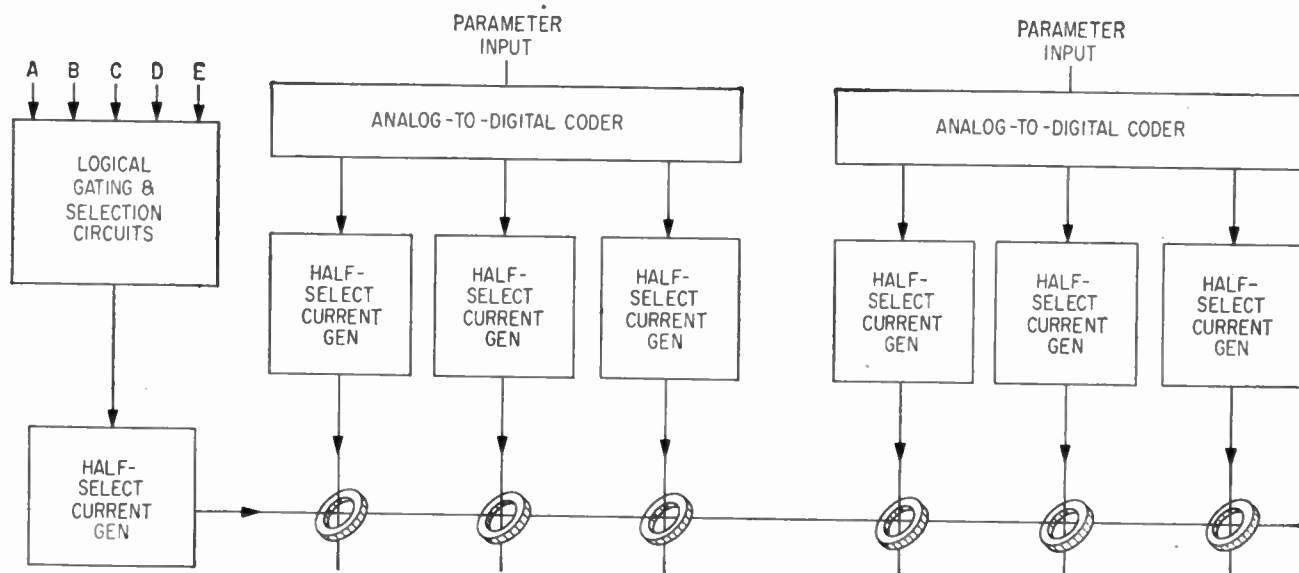 PARAMETER
INPUT
PARAMETER
INPUT
A B C D E
ANALOG-TO-DIGITAL CODER
ANALOG-TO-DIGITAL CODER
LOGICAL
GATING &
SELECTION
CIRCUITS
HALF-
SELECT
CURRENT
GEN
HALF-
SELECT
CURRENT
GEN
HALF-
SELECT
CURRENT
GEN
HALF-
SELECT
CURRENT
GEN
HALF-
SELECT
CURRENT
GEN
HALF-
SELECT
CURRENT
GEN
HALF-
SELECT
CURRENT
GEN